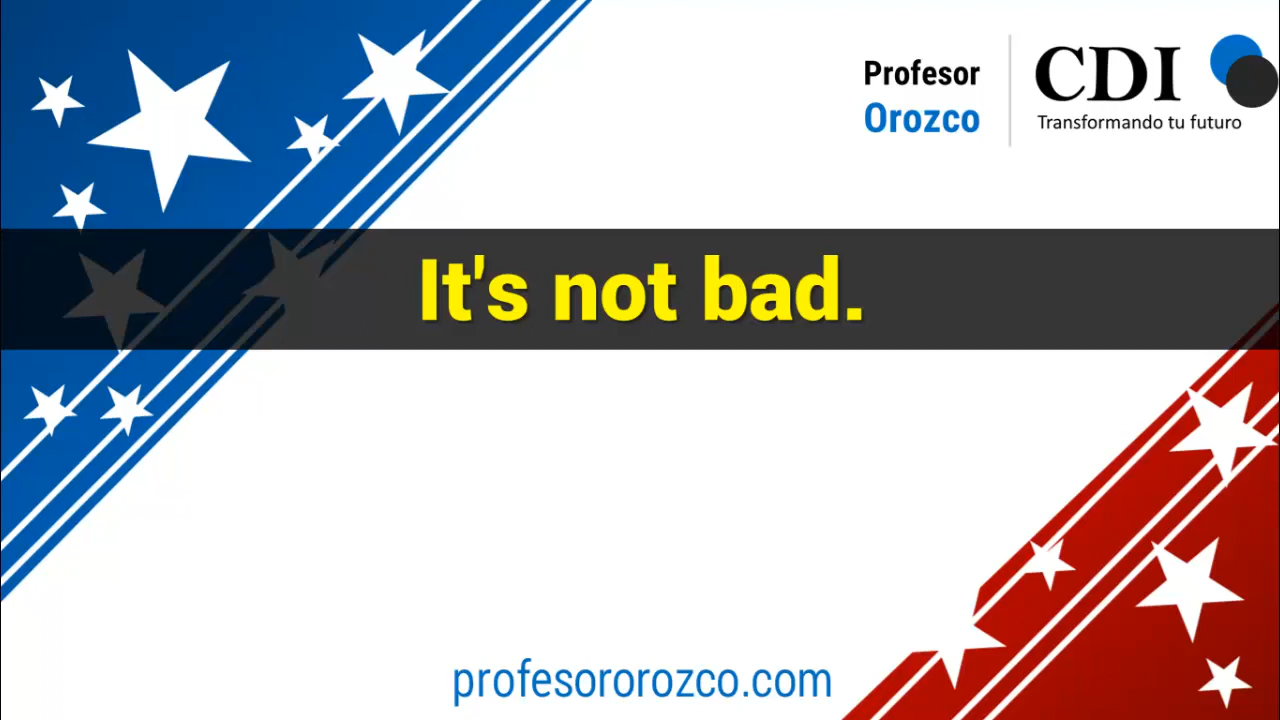 Profesor
Orozco
CDI
Transformando tu futuro
It's not bad.
profesororozco.com